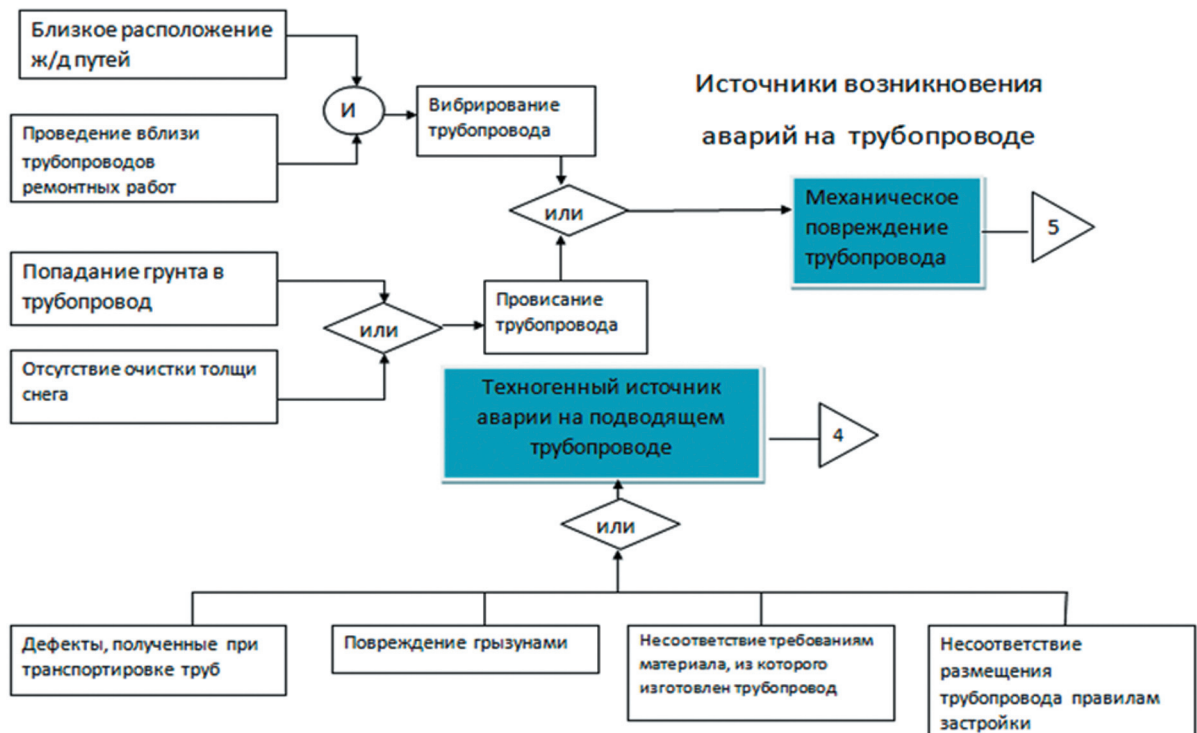 Близкое расположение
ж/д путей
И
Вибрирование
трубопровода
Источники возникновения
аварий на трубопроводе
Проведение вблизи
трубопроводов
ремонтных работ
или
Механическое
повреждение
трубопровода
5
Попадание грунта в
трубопровод
или
Провисание
трубопровода
Отсутствие очистки толщи
снега
Техногенный источник
аварии на подводящем
трубопроводе
4
или
Дефекты, полученные при
транспортировке труб
Повреждение грызунами
Несоответствие требованиям
материала, из которого
изготовлен трубопровод
Несоответствие
размещения
трубопровода правилам
застройки